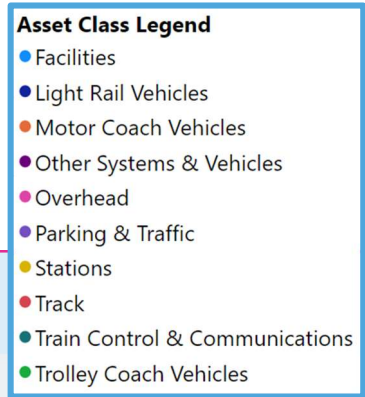 Asset Class Legend
Facilities
Light Rail Vehicles
Motor Coach Vehicles
Other Systems & Vehicles
Overhead
Parking & Traffic
Stations
Track
Train Control & Communications
Trolley Coach Vehicles